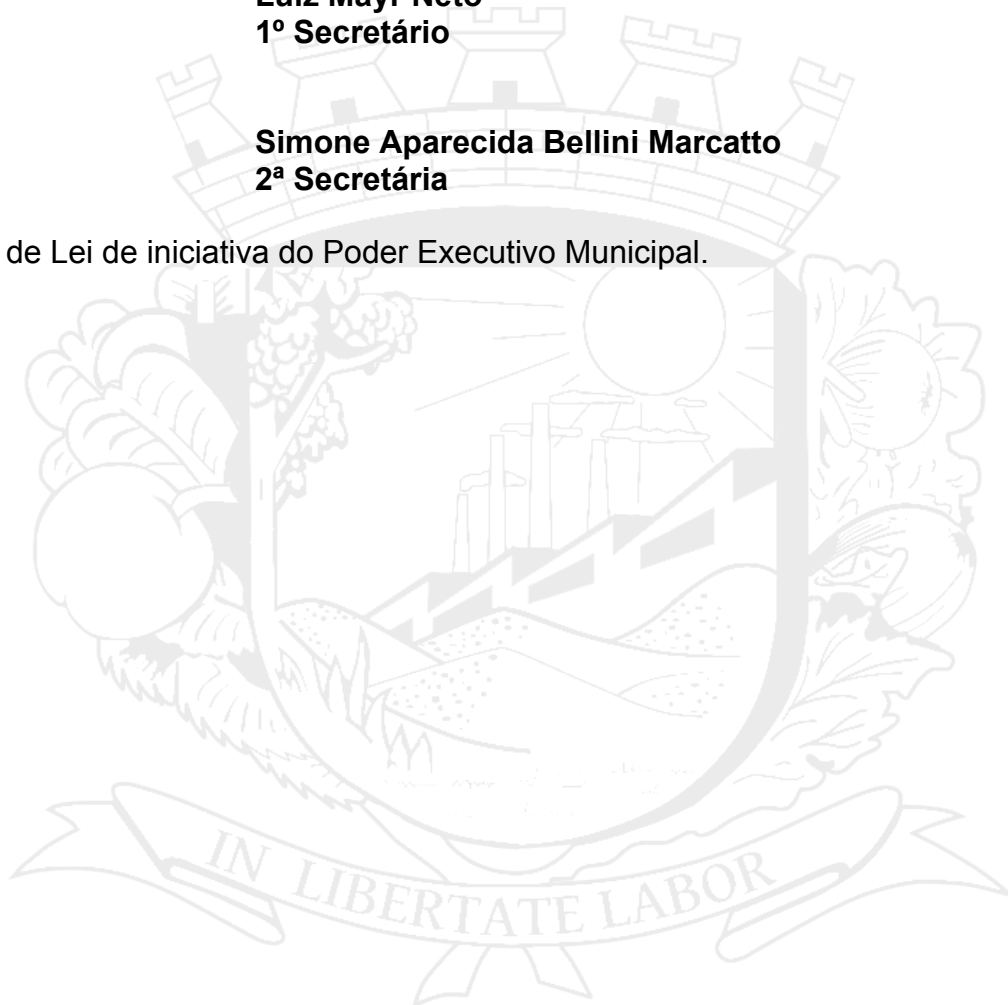 Luiz Mayr Neto
1º Secretário
Simone Aparecida Bellini Marcatto
2ª Secretária
de Lei de iniciativa do Poder Executivo Municipal.
IN LIBERTATE LABOR